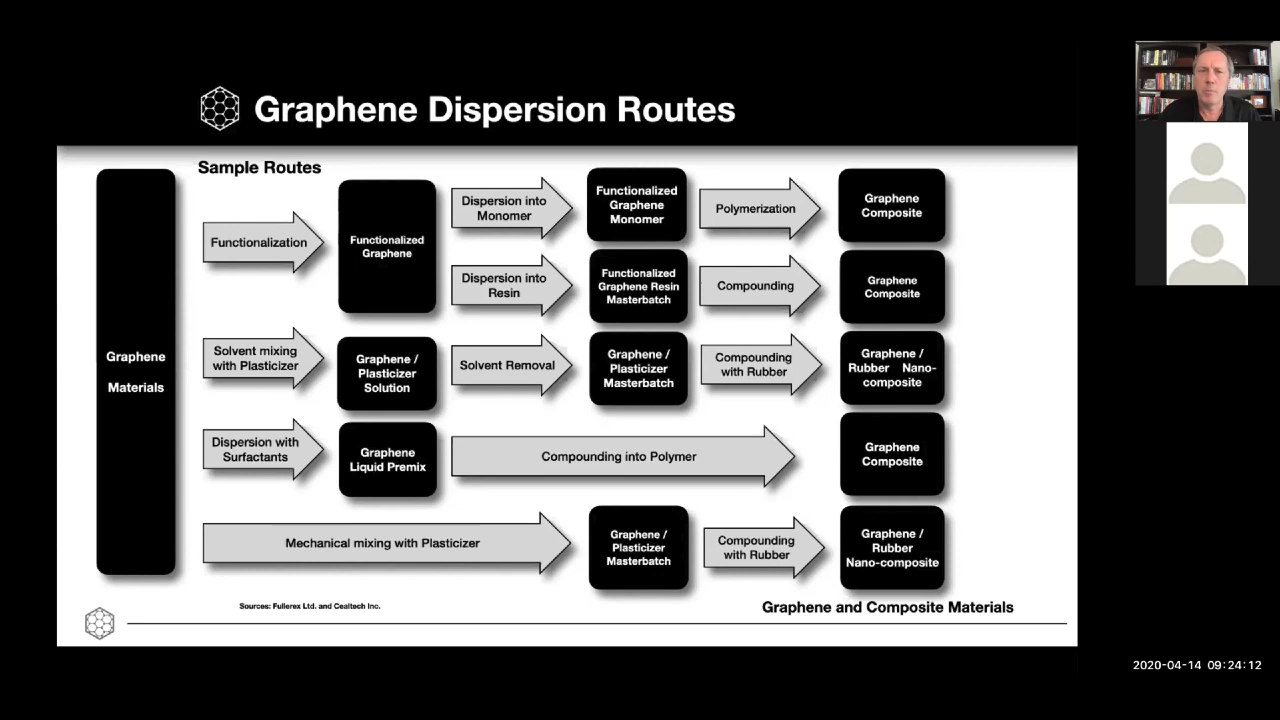 Graphene Dispersion Routes
Sample Routes
Graphene
Materials
Functionalization
Functionalized
Graphene
Dispersion into
Monomer
Functionalized
Graphene
Monomer
Polymerization
Graphene
Composite
Dispersion into
Resin
Functionalized
Graphene Resin
Masterbatch
Compounding
Graphene
Composite
Solvent mixing
with Plasticizer
Graphene /
Plasticizer
Solution
Solvent Removal
Graphene /
Plasticizer
Masterbatch
Compounding
with Rubber
Graphene /
Rubber Nano-
composite
Dispersion with
Surfactants
Graphene
Liquid Premix
Compounding into Polymer
Graphene
Composite
Mechanical mixing with Plasticizer
Graphene /
Plasticizer
Masterbatch
Compounding
with Rubber
Graphene /
Rubber
Nano-composite
Sources: Fullerex Ltd. and Cealtech Inc.
Graphene and Composite Materials
2020-04-14 09:24:12